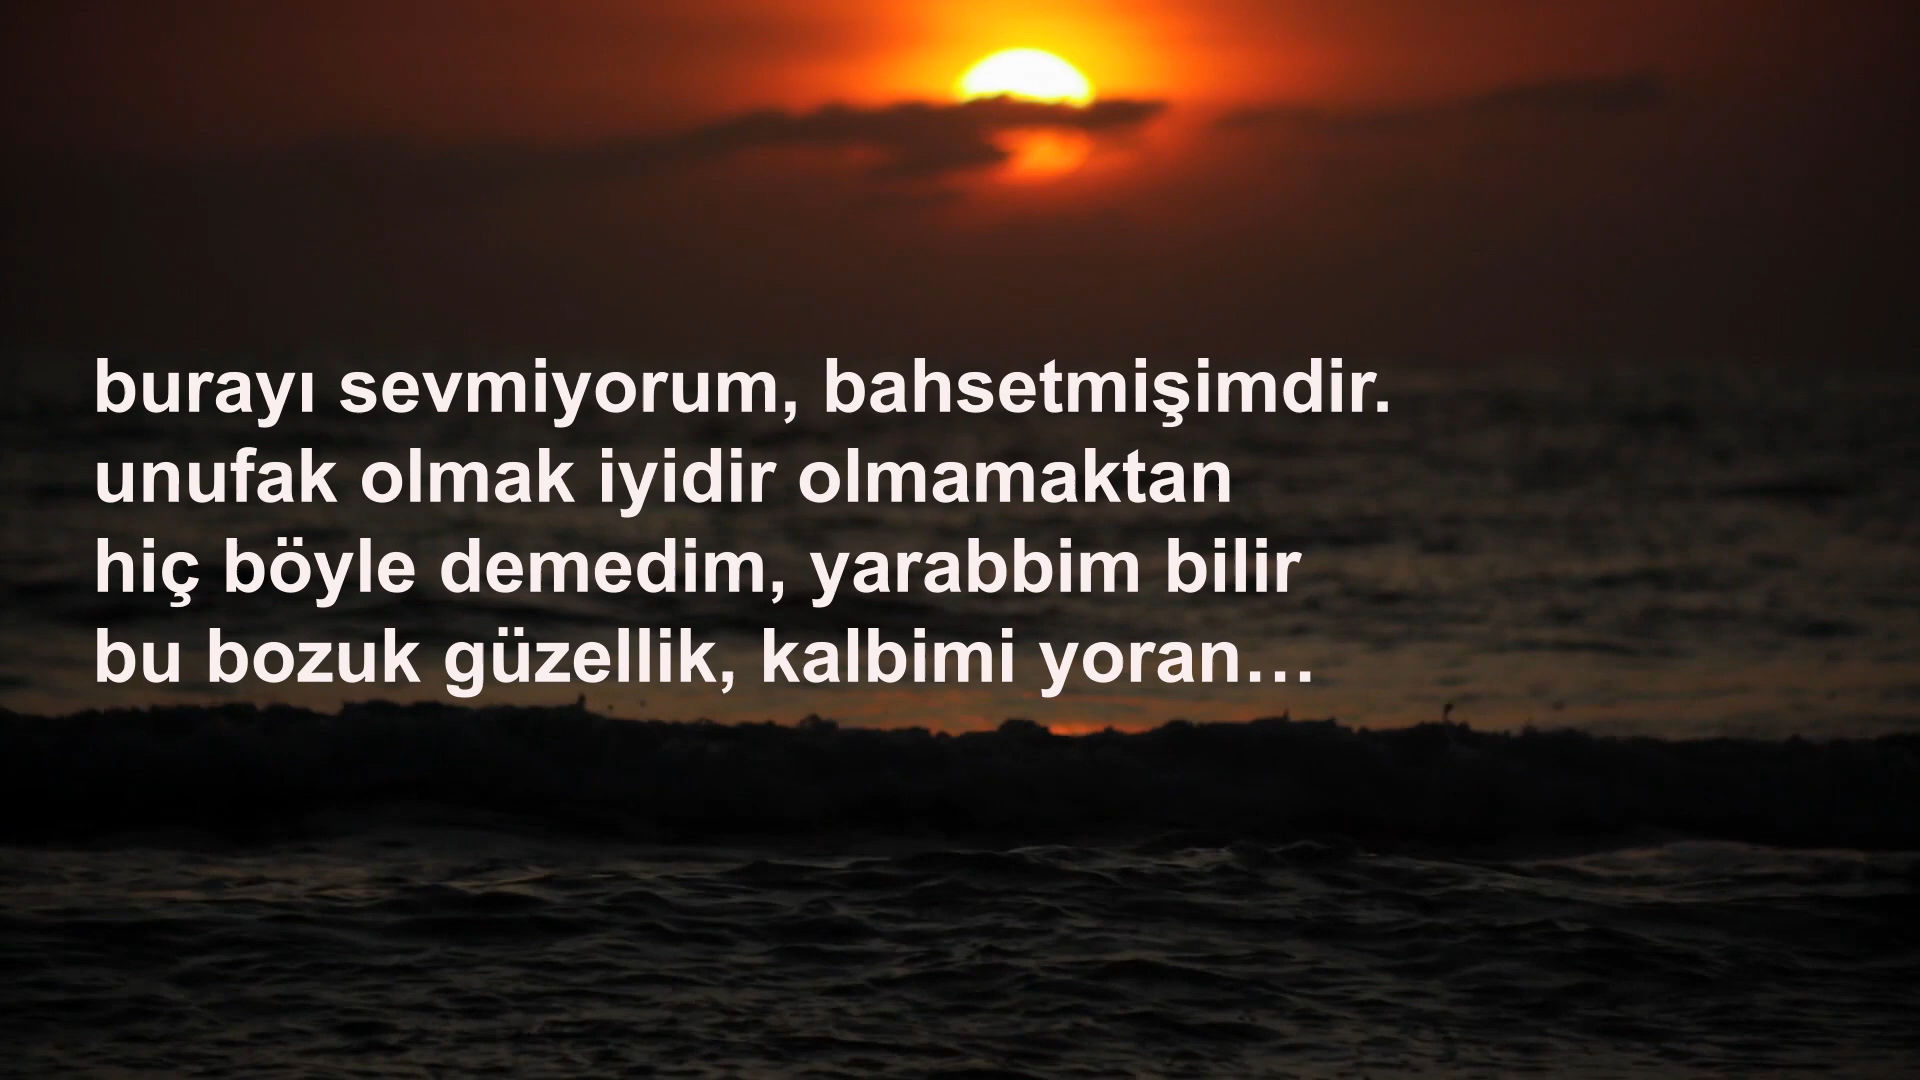 burayı sevmiyorum, bahsetmişimdir.
unufak olmak iyidir olmamaktan
hiç böyle demedim, yarabbim bilir
bu bozuk güzellik, kalbimi yoran…